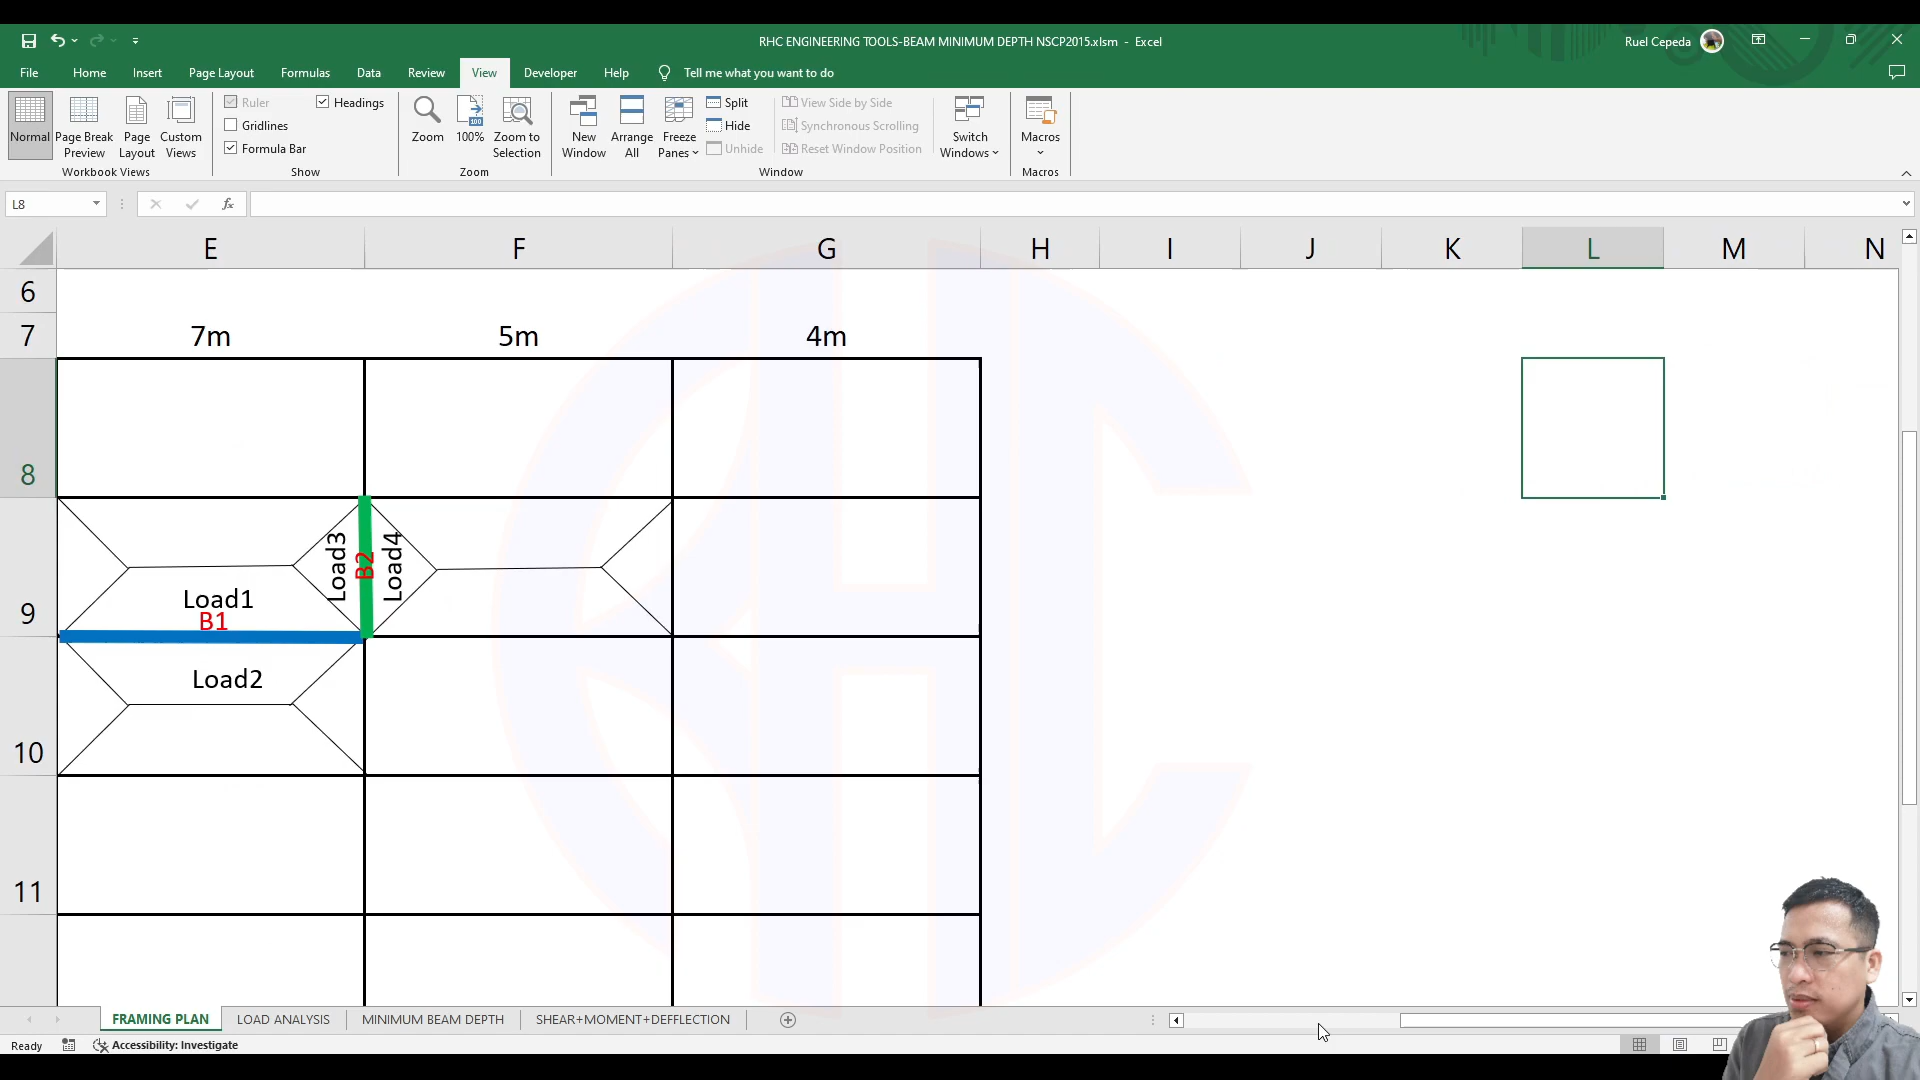 RHC ENGINEERING TOOLS-BEAM MINIMUM DEPTH NSCP2015.xlsm - Excel
Ruel Cepeda
File Home Insert Page Layout Formulas Data Review View Developer Help Tell me what you want to do
Normal
Page Break Preview
Page Layout
Custom Views
Workbook Views
Ruler
Gridlines
Formula Bar
Headings
Show
Zoom
100%
Zoom to Selection
Zoom
New Window
Arrange All
Freeze Panes
Split
Hide
Unhide
View Side by Side
Synchronous Scrolling
Reset Window Position
Switch Windows
Window
Macros
Macros
L8
fx
E F G H I J K L M N
6
7 7m 5m 4m
8
9
Load3
B2
Load4
Load1
B1
Load2
10
11
FRAMING PLAN LOAD ANALYSIS MINIMUM BEAM DEPTH SHEAR+MOMENT+DEFFLECTION
Ready Accessibility: Investigate